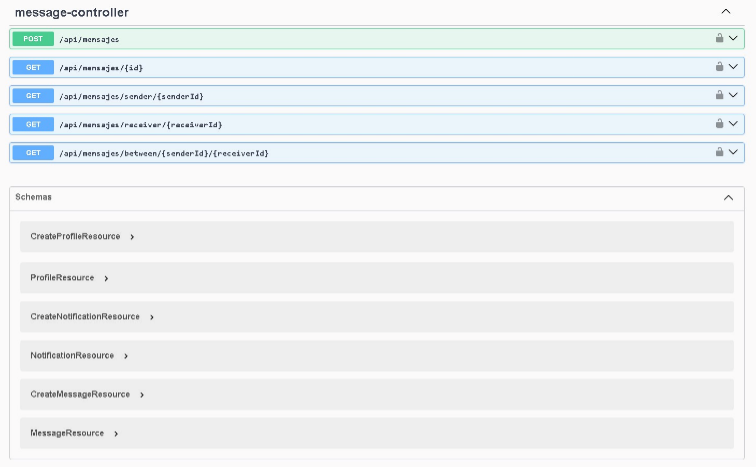 message-controller
POST /api/mensajes
GET /api/mensajes/{id}
GET /api/mensajes/sender/{senderId}
GET /api/mensajes/receiver/{receiverId}
GET /api/mensajes/between/{senderId}/{receiverId}
Schemas
CreateProfileResource
ProfileResource
CreateNotificationResource
NotificationResource
CreateMessageResource
MessageResource